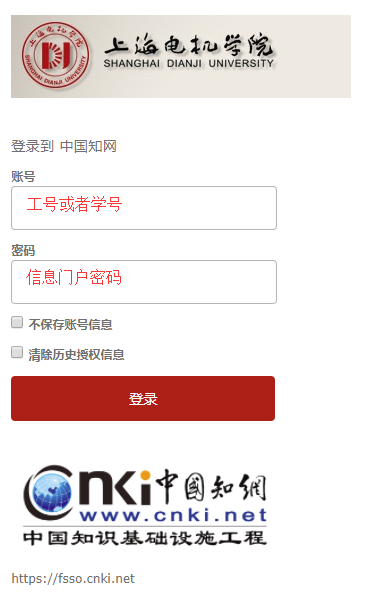 上海电机学院
SHANGHAI DIANJI UNIVERSITY
登录到 中国知网
账号
工号或者学号
密码
信息门户密码
不保存账号信息
清除历史授权信息
登录
Cnki中国知網
www.cnki.net
中国知识基础设施工程
https://fsso.cnki.net